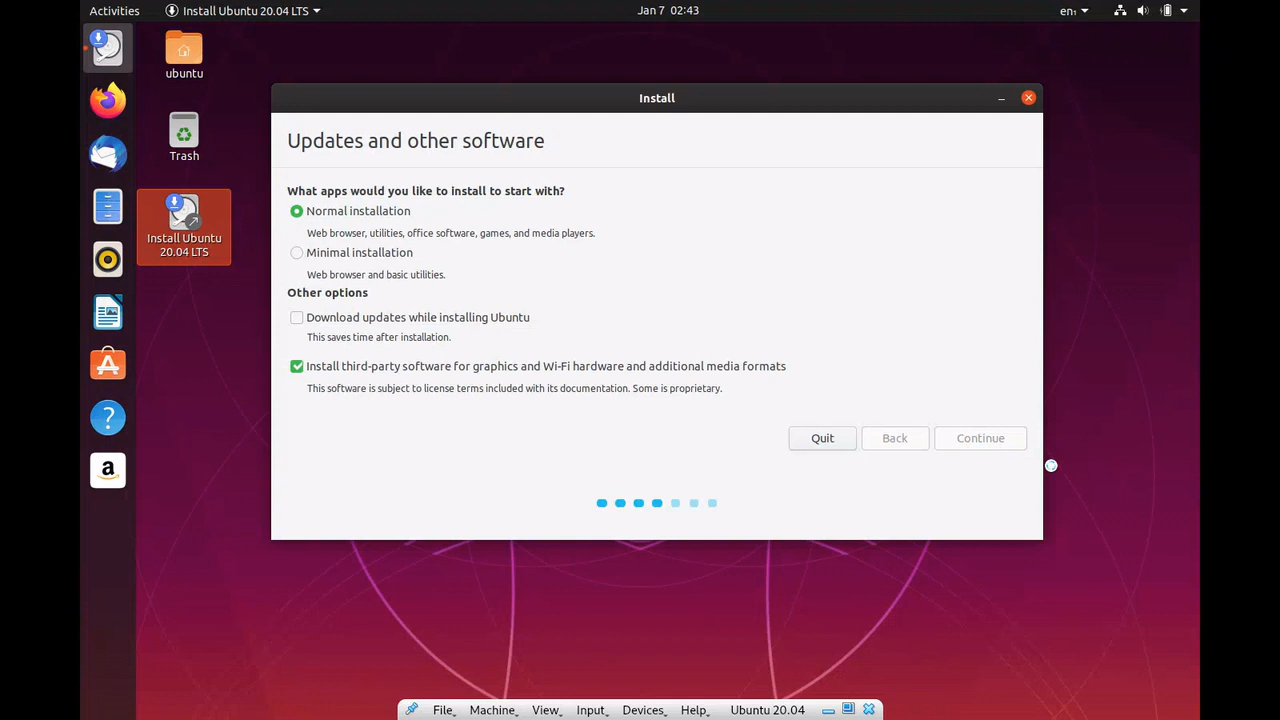 Activities
Install Ubuntu 20.04 LTS
Jan 7 02:43
en₁
ubuntu
Trash
Install Ubuntu
20.04 LTS
Install
Updates and other software
What apps would you like to install to start with?
Normal installation
Web browser, utilities, office software, games, and media players.
Minimal installation
Web browser and basic utilities.
Other options
Download updates while installing Ubuntu
This saves time after installation.
Install third-party software for graphics and Wi-Fi hardware and additional media formats
This software is subject to license terms included with its documentation. Some is proprietary.
Quit
Back
Continue
File
Machine
View
Input
Devices
Help
Ubuntu 20.04